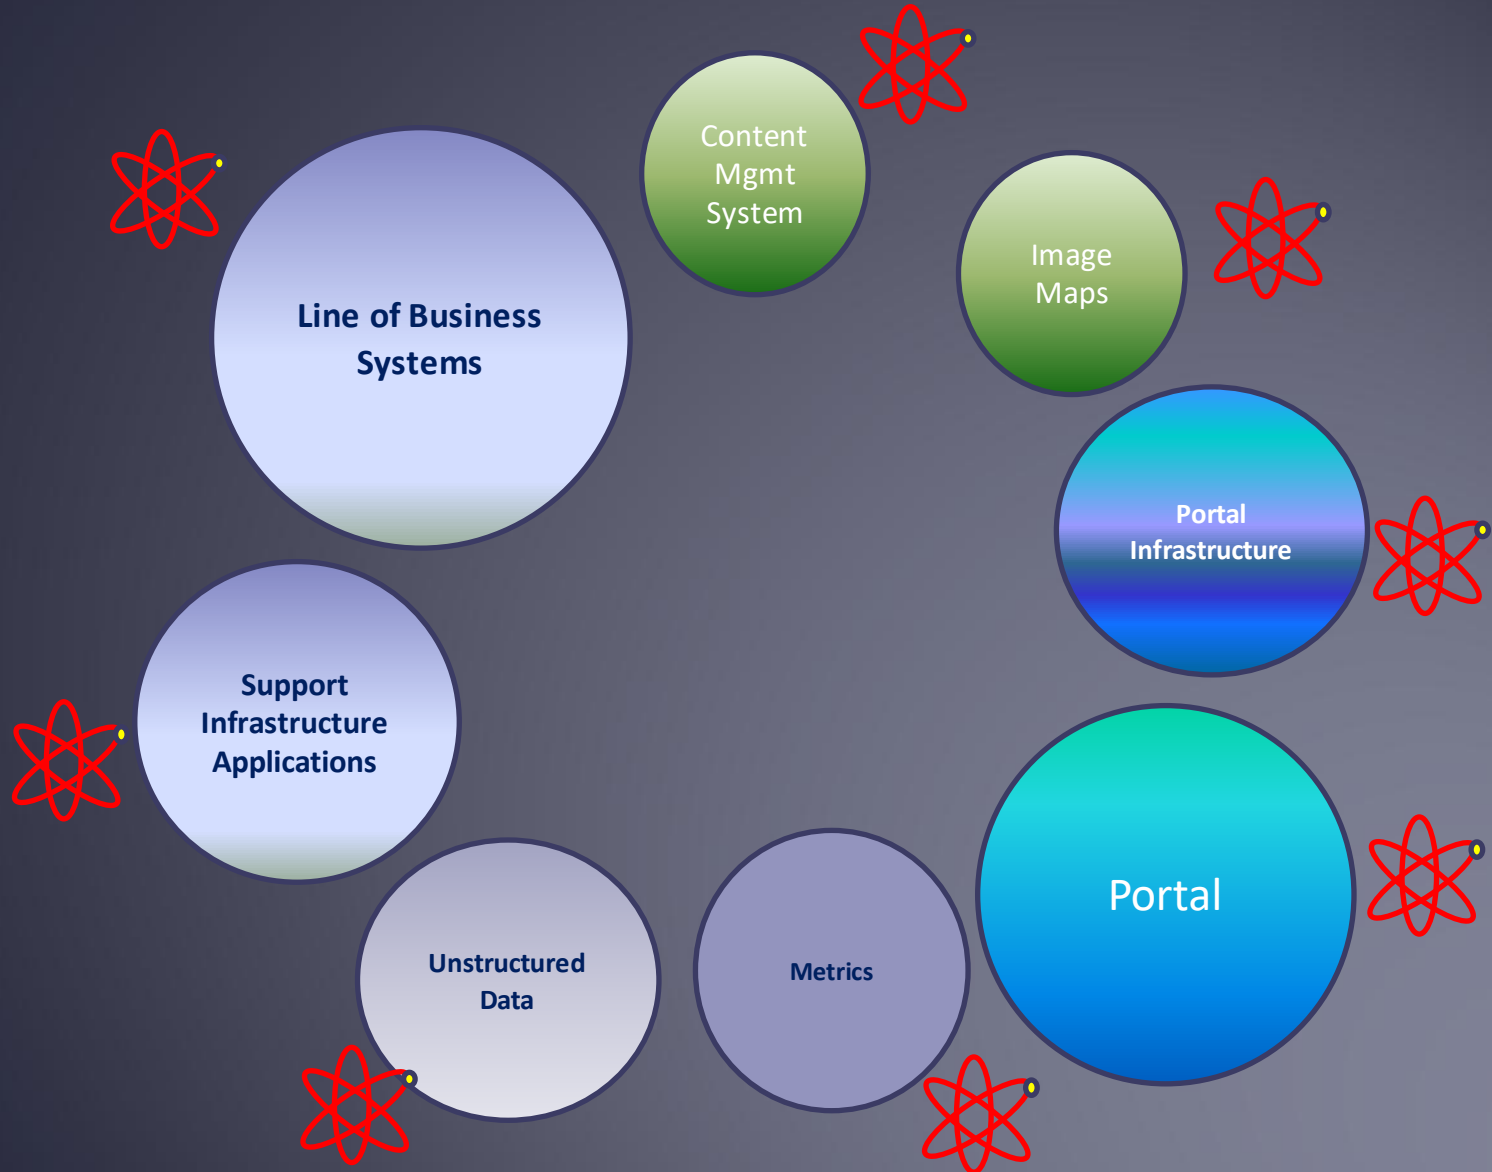 Content
Mgmt
System
Line of Business
Systems
Image
Maps
Portal
Infrastructure
Support
Infrastructure
Applications
Portal
Unstructured
Data
Metrics